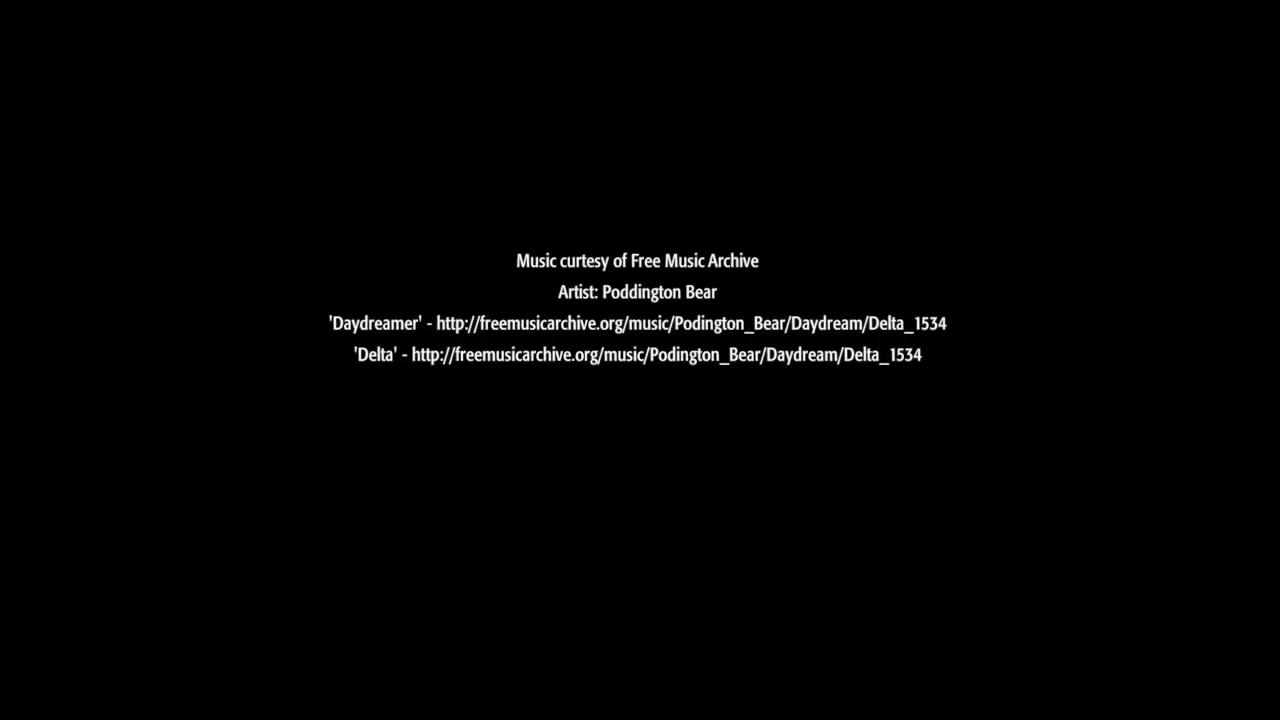 Music curtesy of Free Music Archive
Artist: Poddington Bear
'Daydreamer' - http://freemusicarchive.org/music/Podington_Bear/Daydream/Delta_1534
'Delta' - http://freemusicarchive.org/music/Podington_Bear/Daydream/Delta_1534